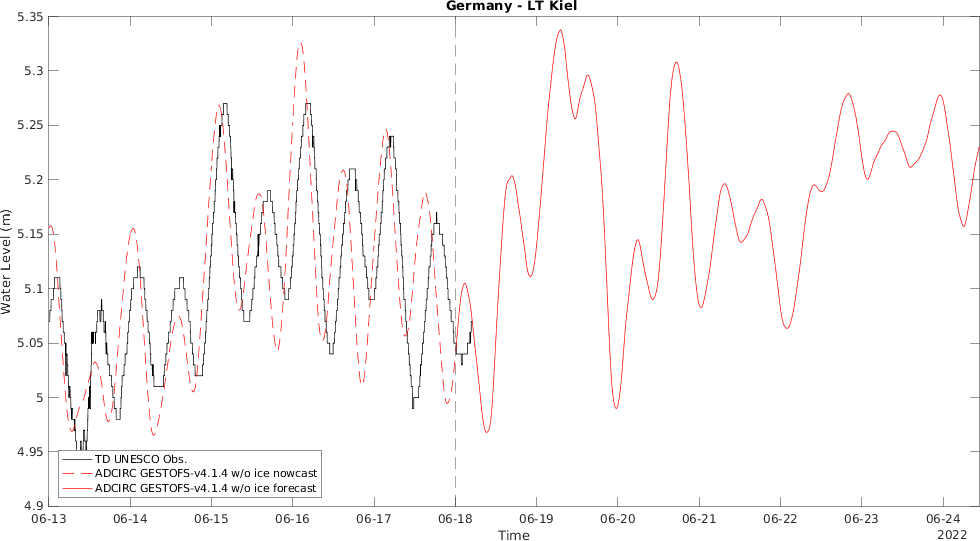 Germany - LT Kiel
5.35
5.3
5.25
5.2
5.15
5.1
5.05
5
4.95
4.9
Water Level (m)
TD UNESCO Obs.
ADCIRC GESTOFS-v4.1.4 w/o ice nowcast
ADCIRC GESTOFS-v4.1.4 w/o ice forecast
06-13 06-14 06-15 06-16 06-17 06-18 06-19 06-20 06-21 06-22 06-23 06-24
Time
2022